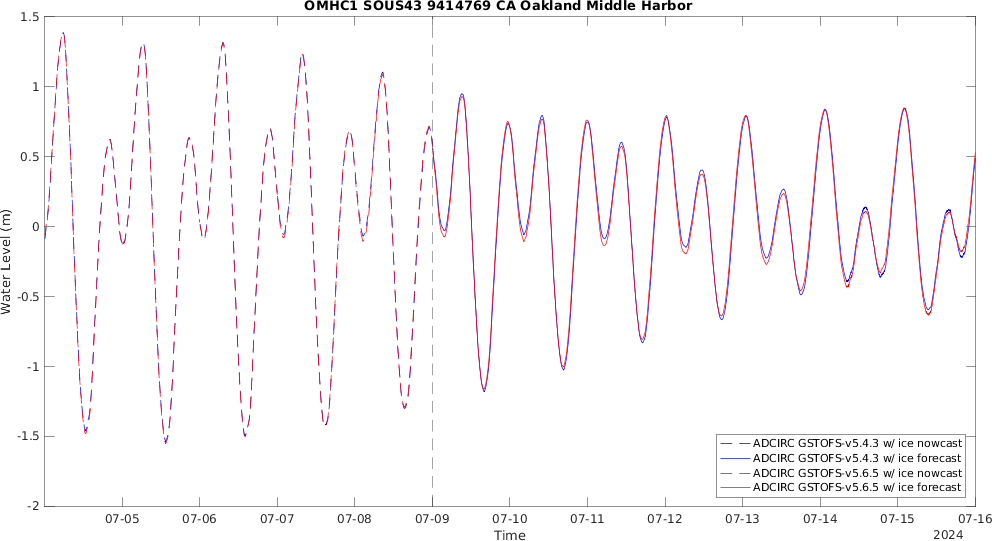 OMHC1 SOUS43 9414769 CA Oakland Middle Harbor
1.5
1
0.5
0
-0.5
-1
-1.5
-2
Water Level (m)
07-05 07-06 07-07 07-08 07-09 07-10 07-11 07-12 07-13 07-14 07-15 07-16
Time
2024
ADCIRC GSTOFS-v5.4.3 w/ ice nowcast
ADCIRC GSTOFS-v5.4.3 w/ ice forecast
ADCIRC GSTOFS-v5.6.5 w/ ice nowcast
ADCIRC GSTOFS-v5.6.5 w/ ice forecast